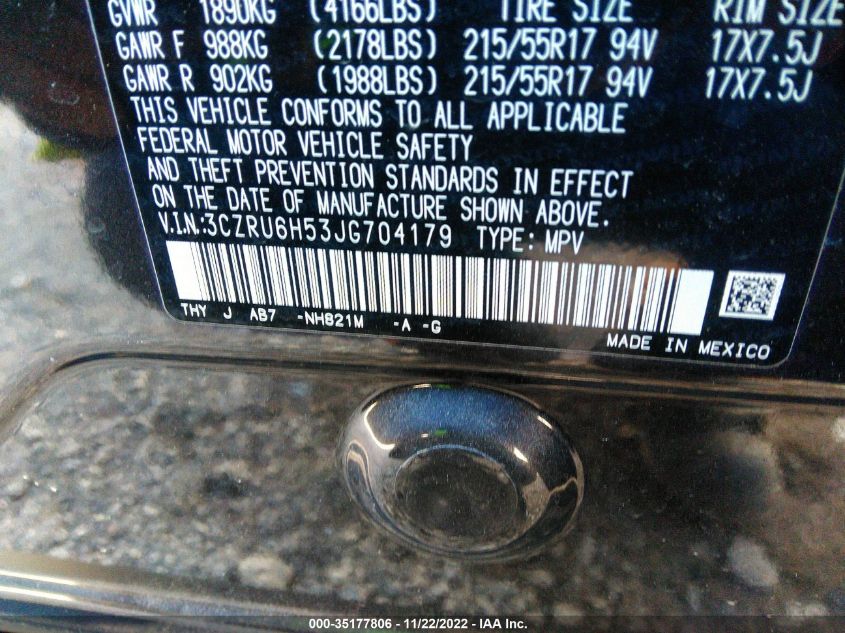 GVWR 1890KG (4166LBS) TIRE SIZE RIM SIZE
GAWR F 988KG (2178LBS) 215/55R17 94V 17X7.5J
GAWR R 902KG (1988LBS) 215/55R17 94V 17X7.5J
THIS VEHICLE CONFORMS TO ALL APPLICABLE
FEDERAL MOTOR VEHICLE SAFETY
AND THEFT PREVENTION STANDARDS IN EFFECT
ON THE DATE OF MANUFACTURE SHOWN ABOVE.
V.I.N.:3CZRU6H53JG704179 TYPE: MPV
THY J AB7 -NH821M -A -G
MADE IN MEXICO
000-35177806 - 11/22/2022 - IAA Inc.